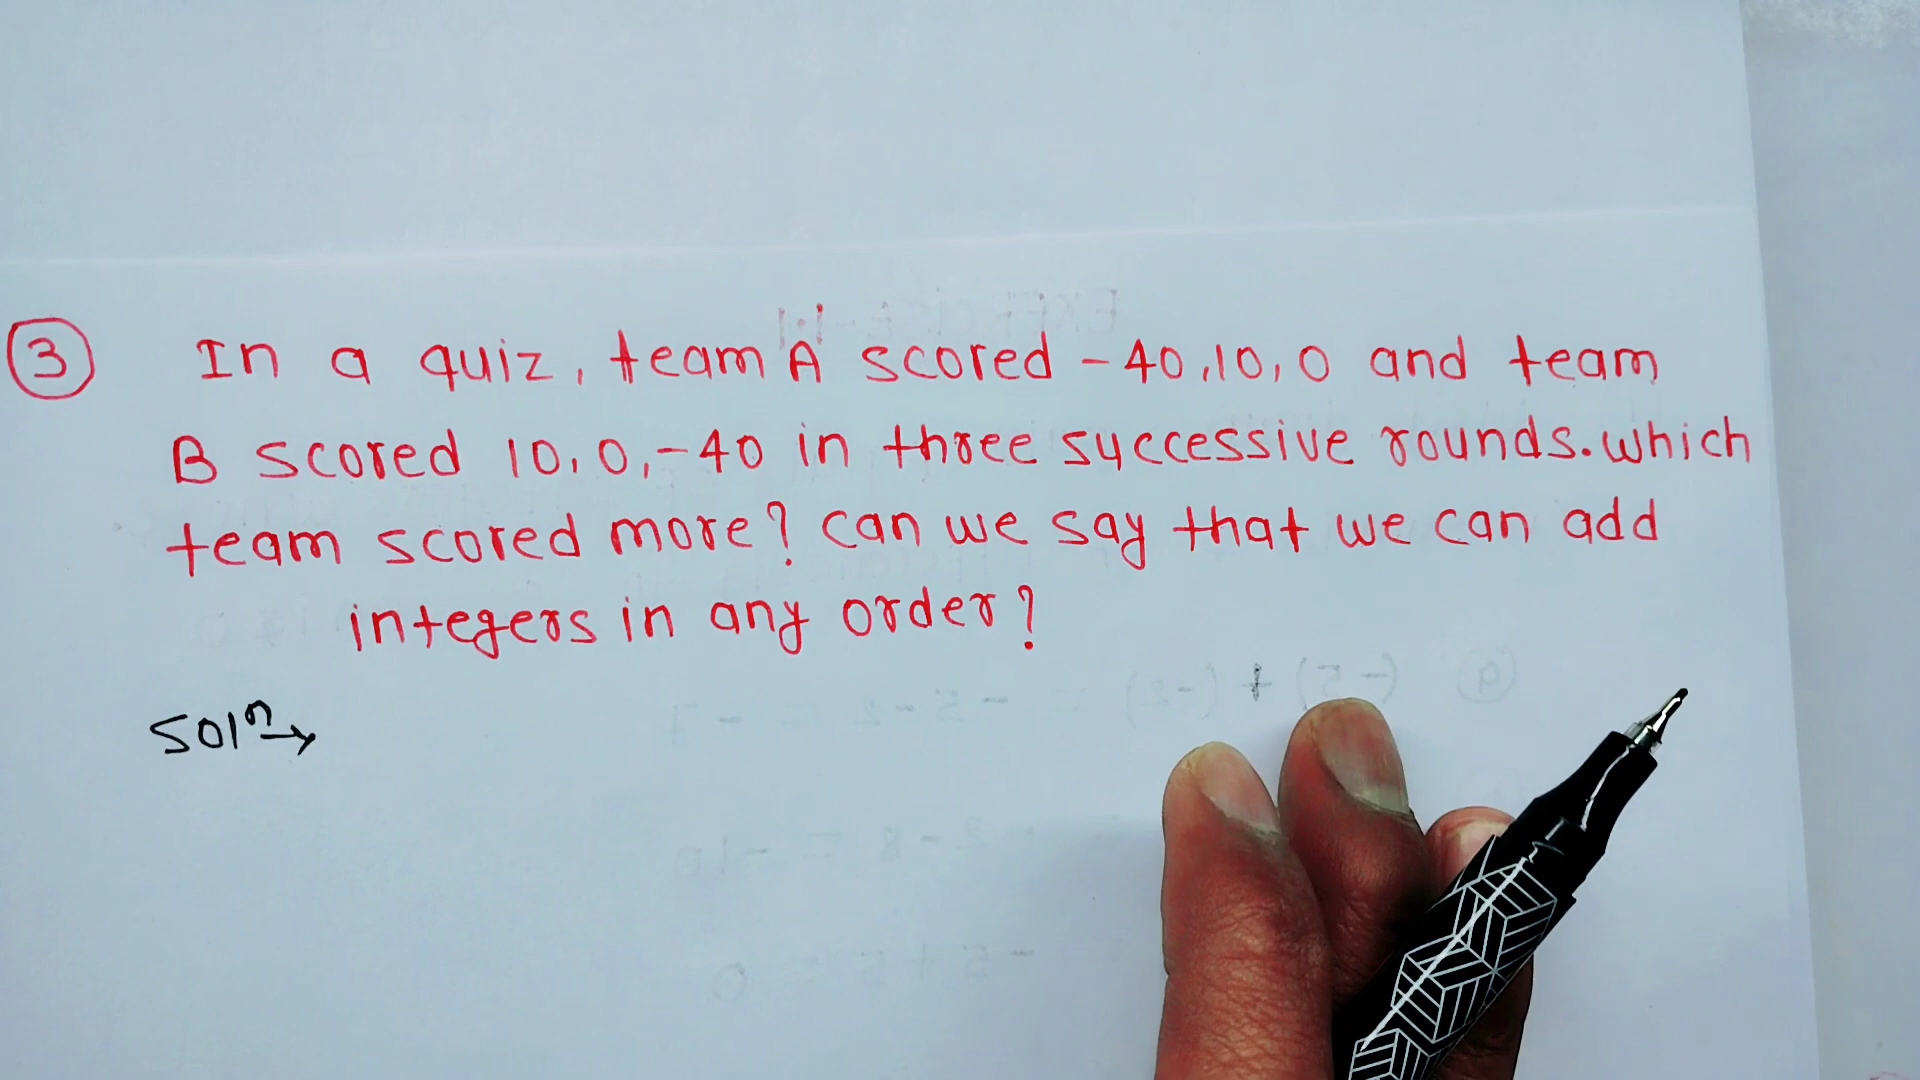 ③ In a quiz, team A scored -40,10,0 and team
B scored 10,0,-40 in three successive rounds. which
team scored more? can we say that we can add
integers in any order?
Solⁿ→